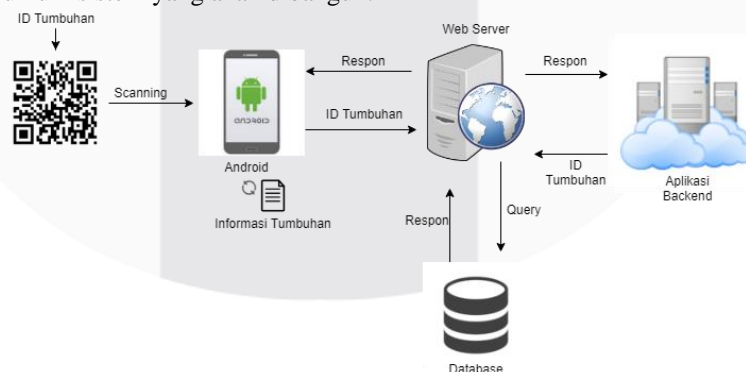 ID Tumbuhan
Scanning
Android
Informasi Tumbuhan
Respon
ID Tumbuhan
Web Server
Respon
ID
Tumbuhan
Aplikasi
Backend
Respon
Query
Database